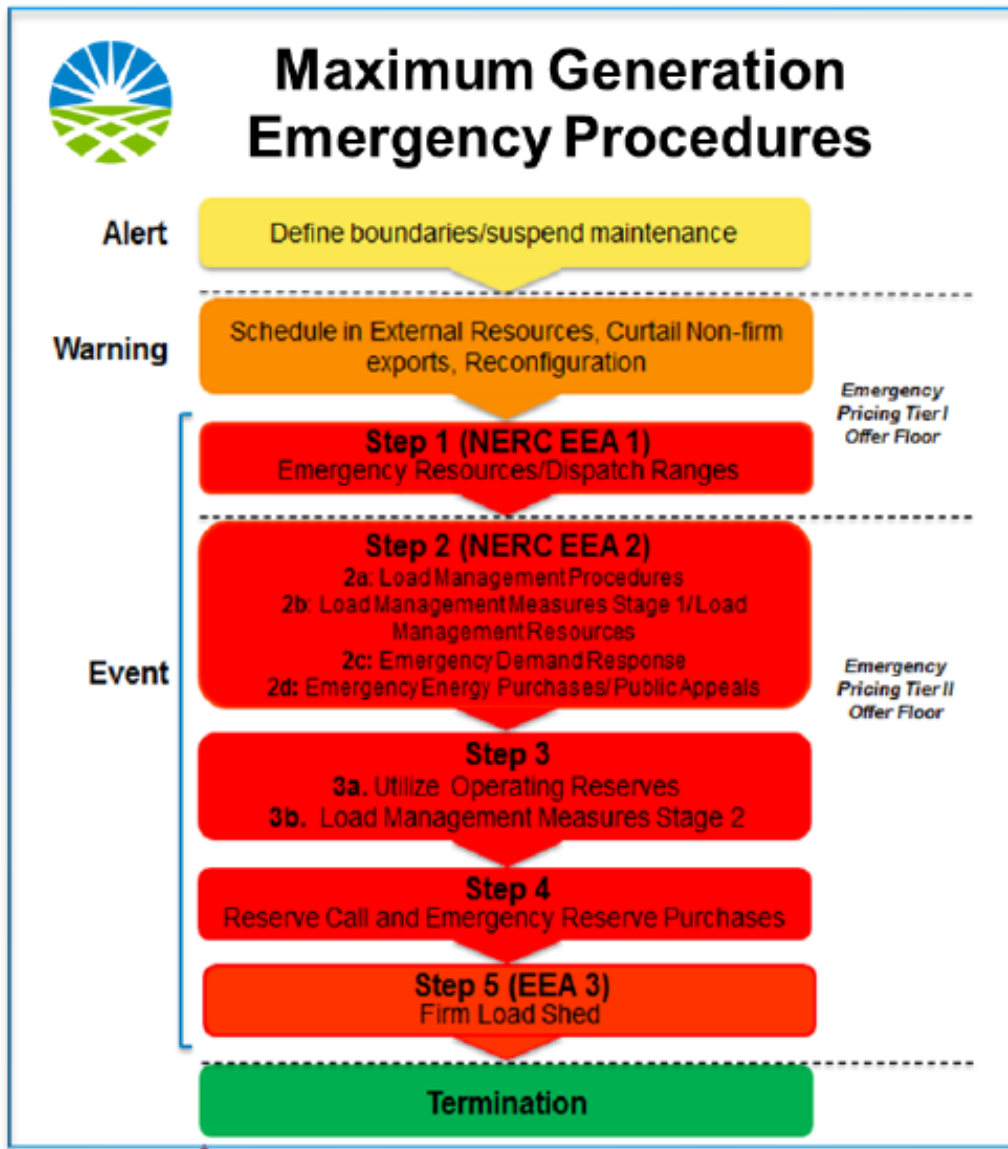 Maximum Generation
Emergency Procedures
Alert
Define boundaries/suspend maintenance
Warning
Schedule in External Resources, Curtail Non-firm
exports, Reconfiguration
Emergency
Pricing Tier I
Offer Floor
Step 1 (NERC EEA 1)
Emergency Resources/Dispatch Ranges
Event
Step 2 (NERC EEA 2)
2a: Load Management Procedures
2b: Load Management Measures Stage 1/Load
Management Resources
2c: Emergency Demand Response
2d: Emergency Energy Purchases/Public Appeals
Emergency
Pricing Tier II
Offer Floor
Step 3
3a. Utilize Operating Reserves
3b. Load Management Measures Stage 2
Step 4
Reserve Call and Emergency Reserve Purchases
Step 5 (EEA 3)
Firm Load Shed
Termination